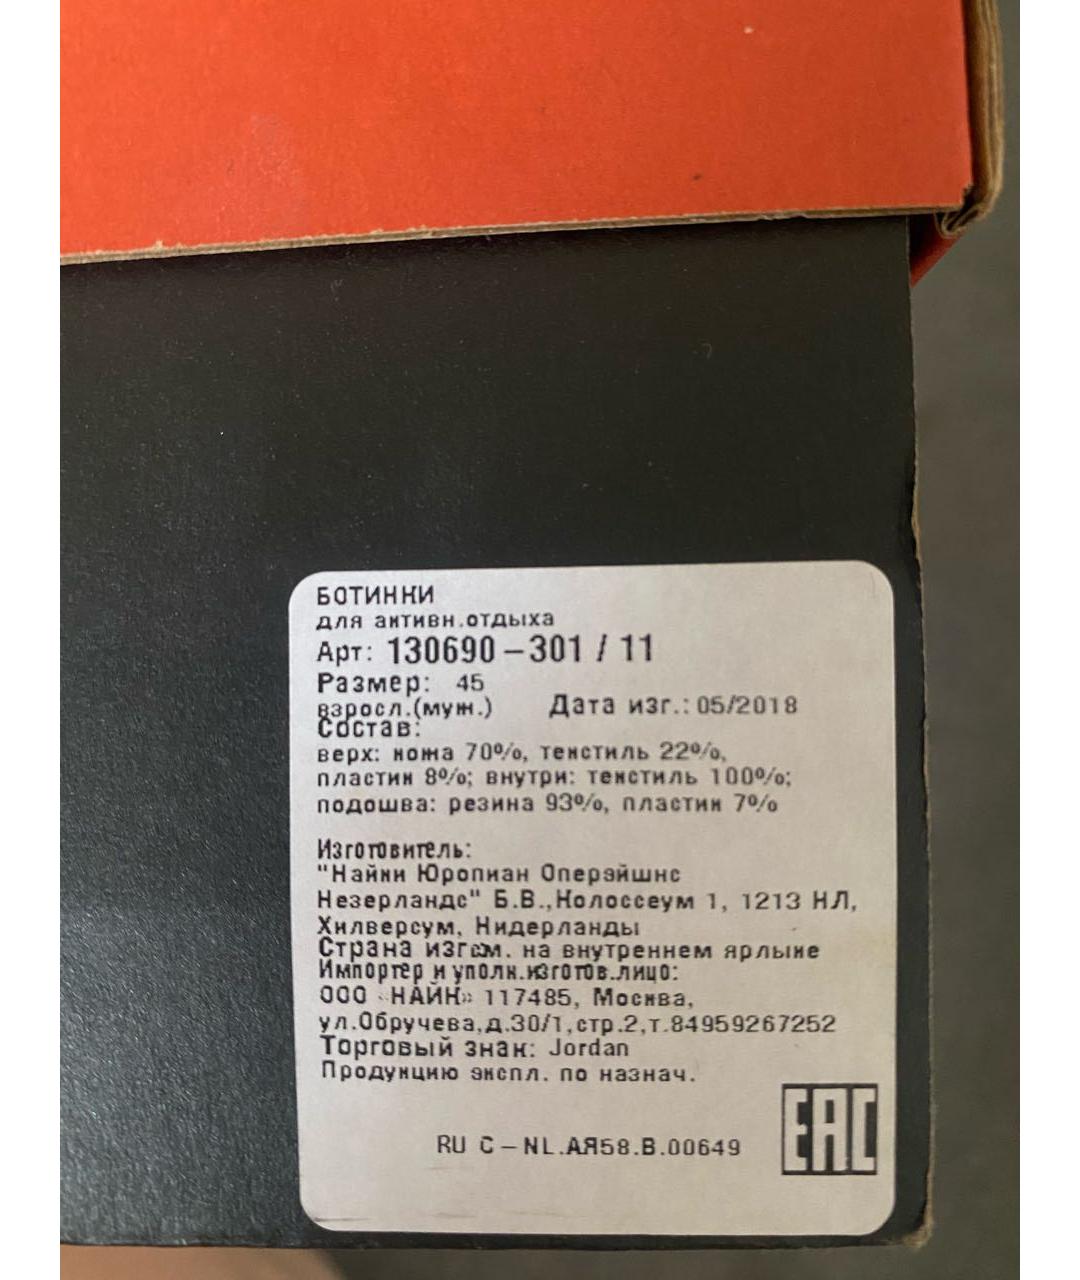 БОТИНКИ
для активн.отдыха
Арт: 130690-301 / 11
Размер: 45
взросл.(муж.) Дата изг.: 05/2018
Состав:
верх: кожа 70%, текстиль 22%,
пластик 8%; внутри: текстиль 100%;
подошва: резина 93%, пластик 7%
Изготовитель:
"Найки Юропиан Оперэйшнс
Незерландс" Б.В.,Колоссеум 1, 1213 НЛ,
Хилверсум, Нидерланды
Страна изгот. на внутреннем ярлыке
Импортер и уполн.изготов.лицо:
ООО «НАЙК» 117485, Москва,
ул.Обручева,д.30/1,стр.2,т.84959267252
Торговый знак: Jordan
Продукцию экспл. по назнач.
RU C-NL.АЯ58.В.00649
EAC